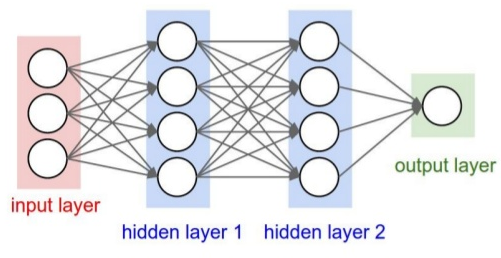 input layer
hidden layer 1
hidden layer 2
output layer